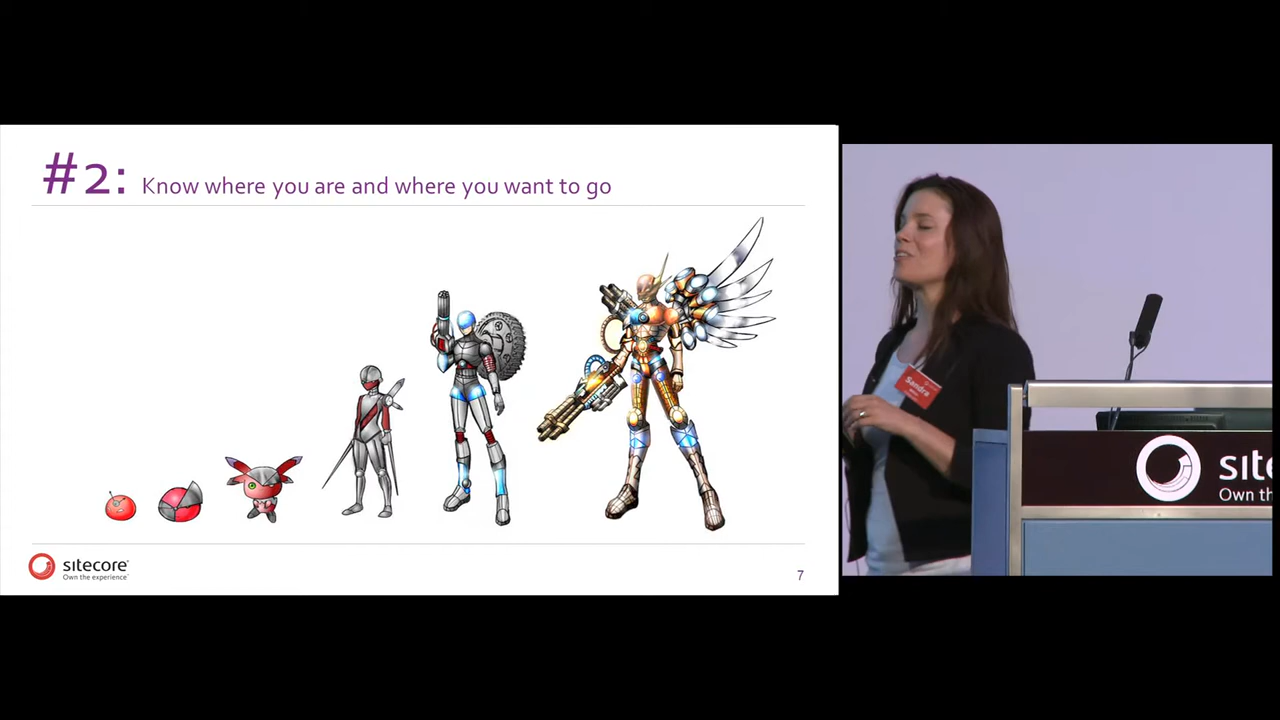 #2: Know where you are and where you want to go
sitecore
Own the experience
7
Sandra
site
Own th